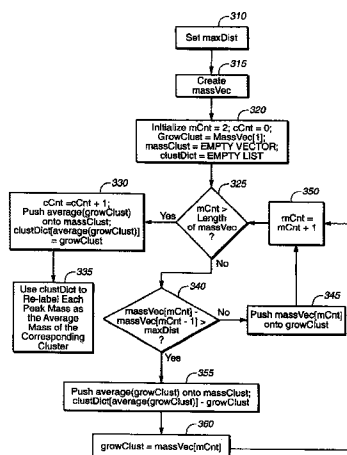 310
Set maxDist
315
Create
massVec
320
Initialize mCnt = 2; cCnt = 0;
GrowClust = MassVec[1];
massClust = EMPTY VECTOR;
clustDict = EMPTY LIST
330
cCnt =cCnt + 1;
Push average(growClust)
onto massClust;
clustDict[average(growClust)]
= growClust
Yes
325
mCnt >
Length
of massVec
?
350
mCnt =
mCnt + 1
No
335
Use clustDict to
Re-label Each
Peak Mass as
the Average
Mass of the
Corresponding
Cluster
340
massVec[mCnt] -
massVec[mCnt - 1] >
maxDist
?
No
345
Push massVec[mCnt]
onto growClust
Yes
355
Push average(growClust) onto massClust;
clustDict[average(growClust)] - growClust
360
growClust = massVec[mCnt]